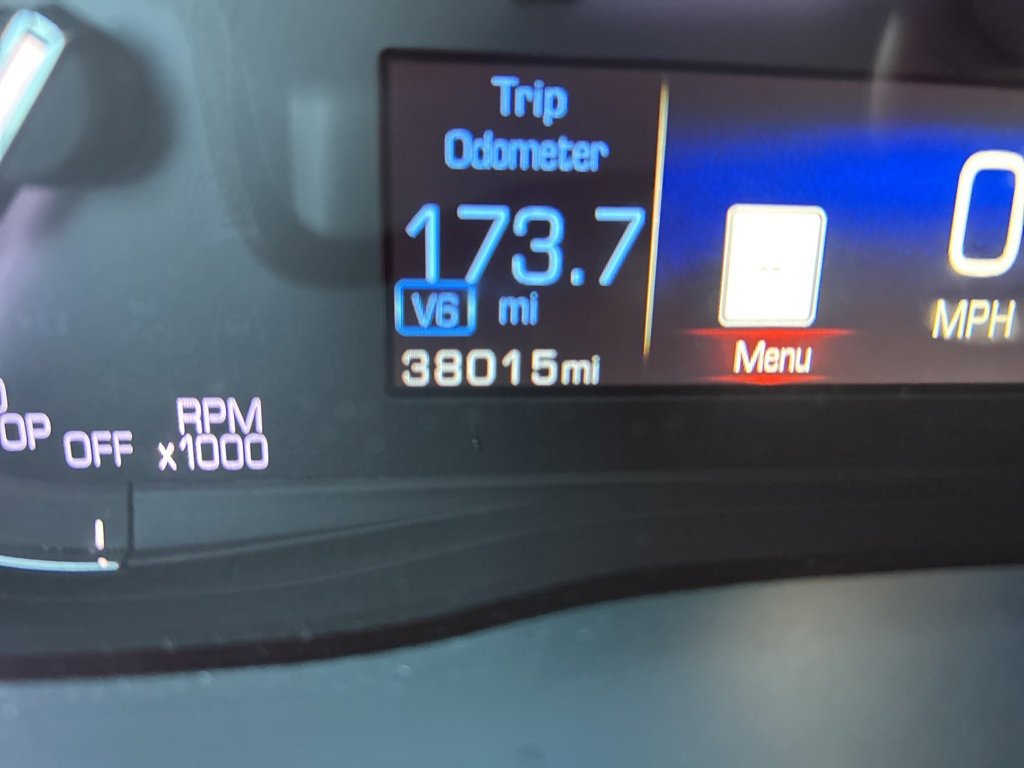 Trip
Odometer
173.7
V6 mi
38015mi
Menu
0
MPH
OP OFF
RPM
x1000